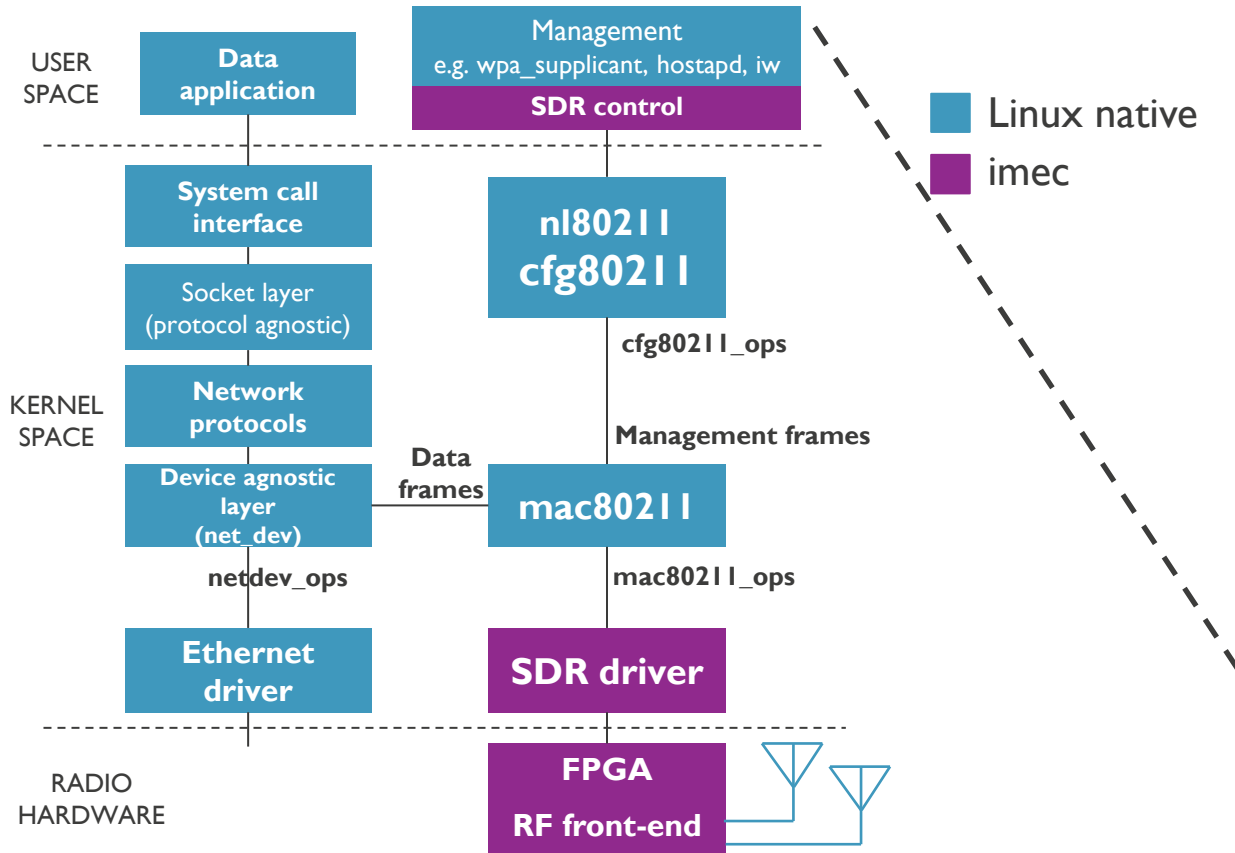 USER
SPACE
Data
application
Management
e.g. wpa_supplicant, hostapd, iw
SDR control
Linux native
imec
KERNEL
SPACE
System call
interface
Socket layer
(protocol agnostic)
Network
protocols
Device agnostic
layer
(net_dev)
netdev_ops
Ethernet
driver
Data
frames
nl80211
cfg80211
cfg80211_ops
Management frames
mac80211
mac80211_ops
SDR driver
RADIO
HARDWARE
FPGA
RF front-end